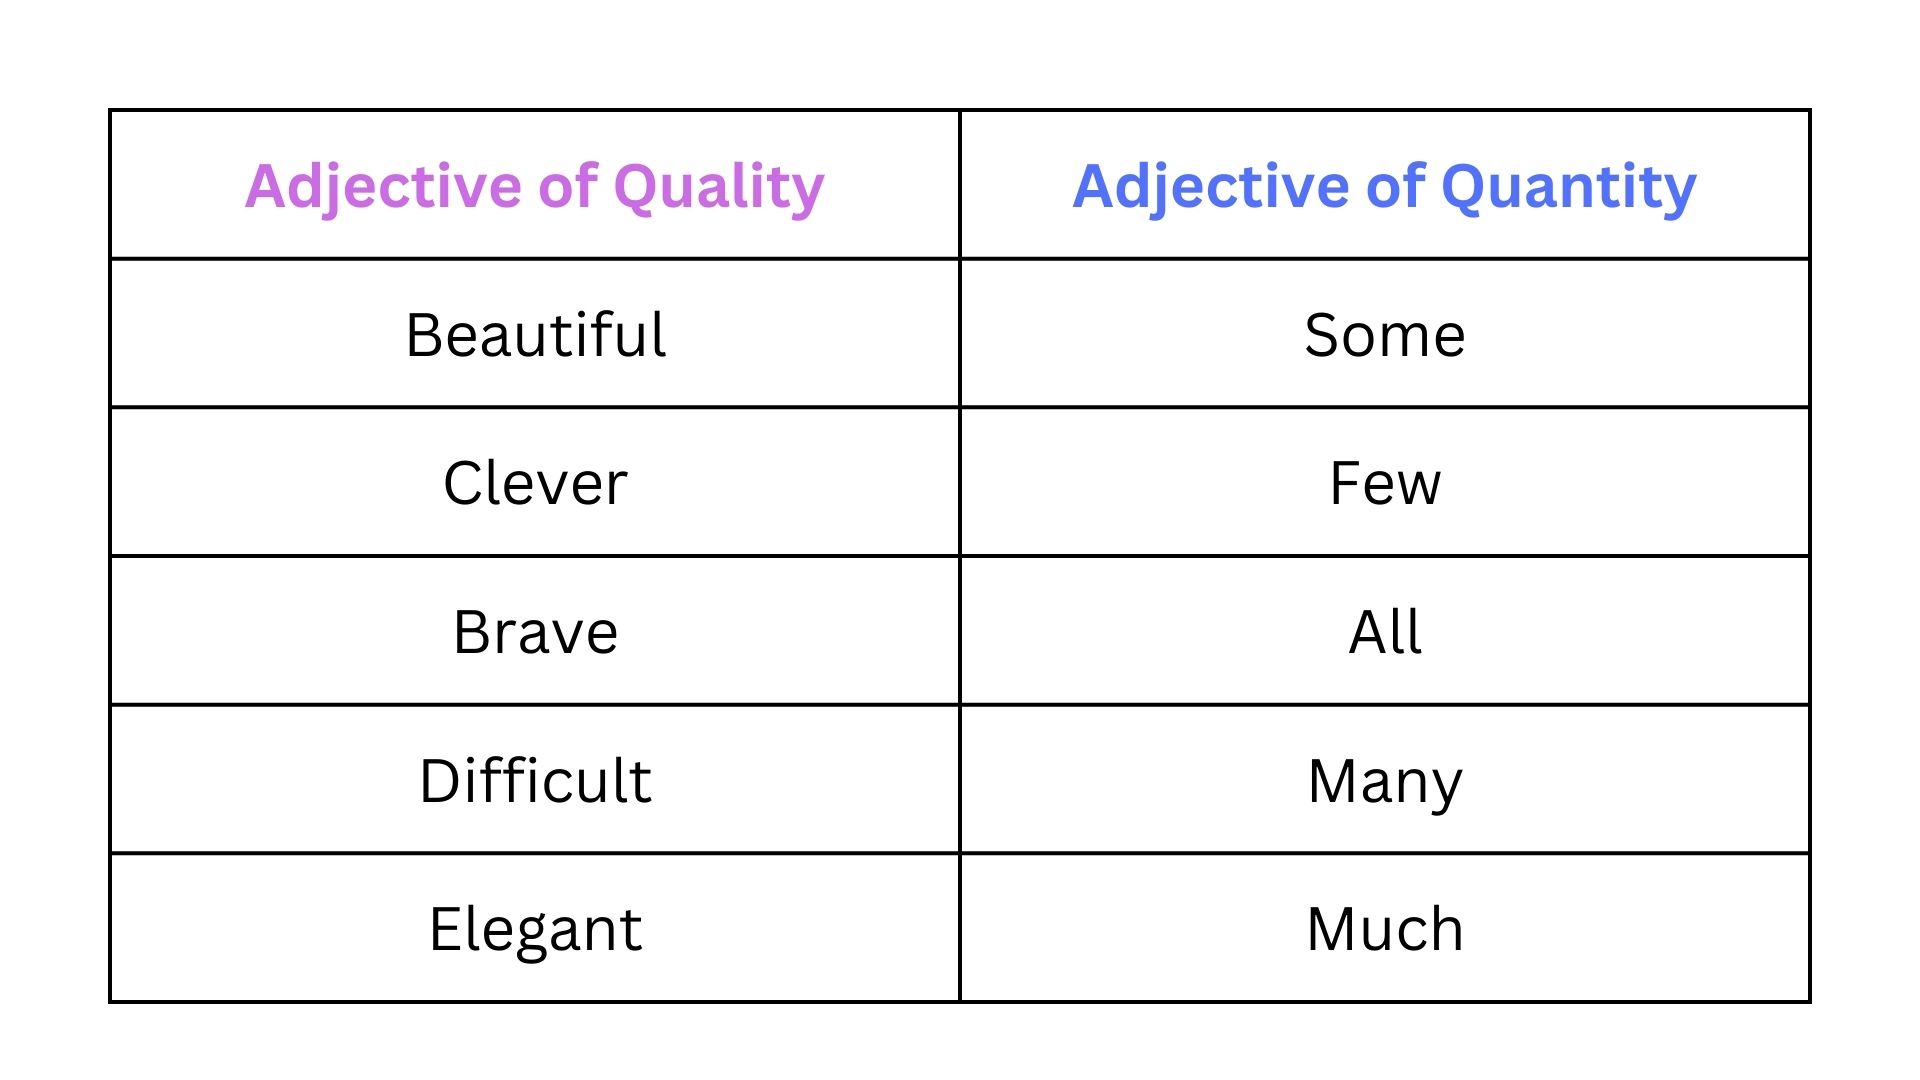 Adjective of Quality Adjective of Quantity
Beautiful Some
Clever Few
Brave All
Difficult Many
Elegant Much